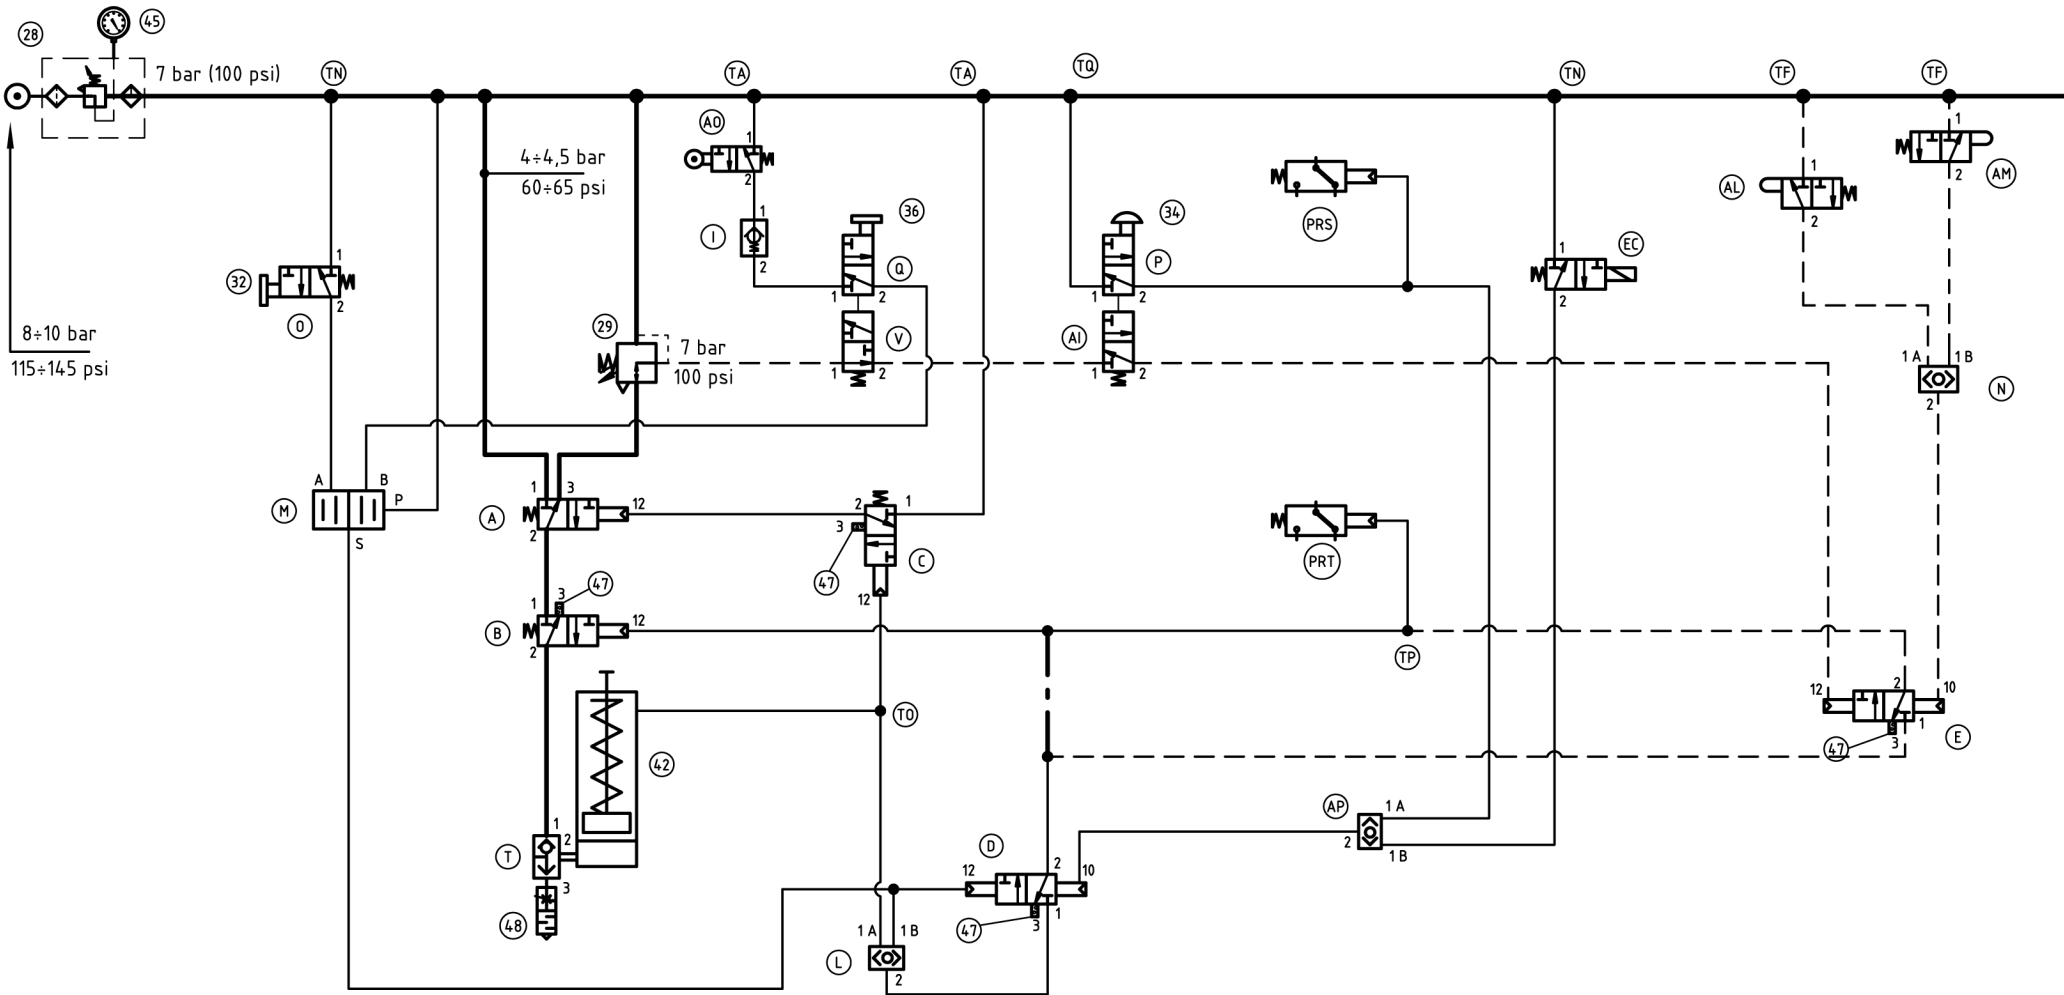 28
45
7 bar (100 psi)
TN
TA
TA
TQ
TN
TF
TF
AO
1
2
4÷4,5 bar
60÷65 psi
PRS
AL
1
2
1
2
AM
I
1
2
36
Q
1
2
34
P
1
2
EC
1
2
32
1
2
O
8÷10 bar
115÷145 psi
29
7 bar
100 psi
V
1
2
AI
1
2
1 A
1 B
2
N
A
B
P
M
S
1
3
12
A
2
2
1
3
47
C
12
PRT
47
1
3
12
B
2
TP
TO
42
12
2
10
1
3
47
E
AP
1 A
2
1 B
1
2
T
3
48
D
12
2
10
1
3
47
1 A
1 B
L
2